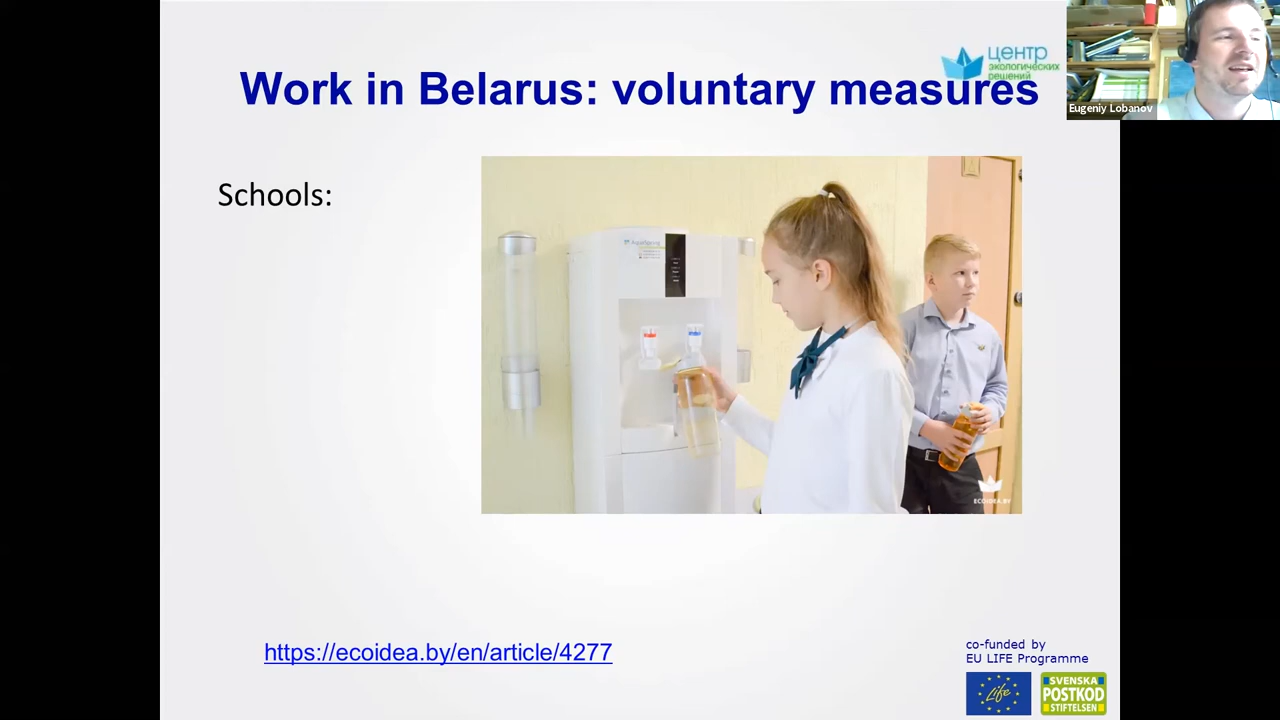 центр
экологических
решений
Work in Belarus: voluntary measures
Eugeniy Lobanov
Schools:
ECOIDEA.BY
https://ecoidea.by/en/article/4277
co-funded by
EU LIFE Programme
Life
SVENSKA
POSTKOD
STIFTELSEN